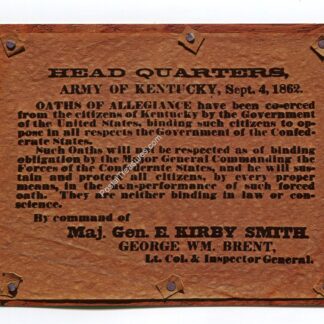 HEAD QUARTERS,
ARMY OF KENTUCKY, Sept. 4, 1862.
OATHS OF ALLEGIANCE have been co-erced
from the citizens of Kentucky by the Government
of the United States, binding such citizens to op-
pose in all respects the Government of the Confed-
erate States.
Such Oaths will not be respected as of binding
obligation by the Major General Commanding the
Forces of the Confederate States, and he will sus-
tain and protect all citizens, by every proper
means, in the non-performance of such forced
oath. They are neither binding in law or con-
science.
By command of
Maj. Gen. E. KIRBY SMITH.
GEORGE WM. BRENT,
Lt. Col. & Inspector General.